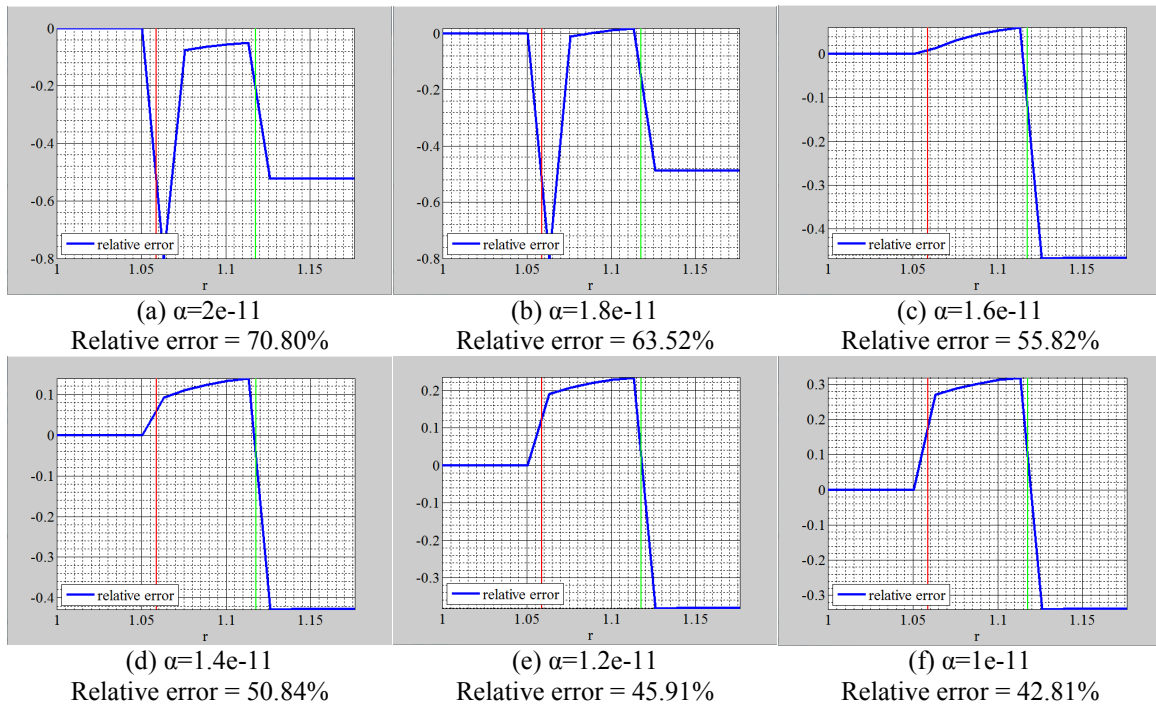 0
-0.2
-0.4
-0.6
-0.8
relative error
1 1.05 1.1 1.15
r
(a) α=2e-11
Relative error = 70.80%
0
-0.2
-0.4
-0.6
-0.8
relative error
1 1.05 1.1 1.15
r
(b) α=1.8e-11
Relative error = 63.52%
0
-0.1
-0.2
-0.3
-0.4
relative error
1 1.05 1.1 1.15
r
(c) α=1.6e-11
Relative error = 55.82%
0.1
0
-0.1
-0.2
-0.3
-0.4
relative error
1 1.05 1.1 1.15
r
(d) α=1.4e-11
Relative error = 50.84%
0.2
0.1
0
-0.1
-0.2
-0.3
relative error
1 1.05 1.1 1.15
r
(e) α=1.2e-11
Relative error = 45.91%
0.3
0.2
0.1
0
-0.1
-0.2
-0.3
relative error
1 1.05 1.1 1.15
r
(f) α=1e-11
Relative error = 42.81%